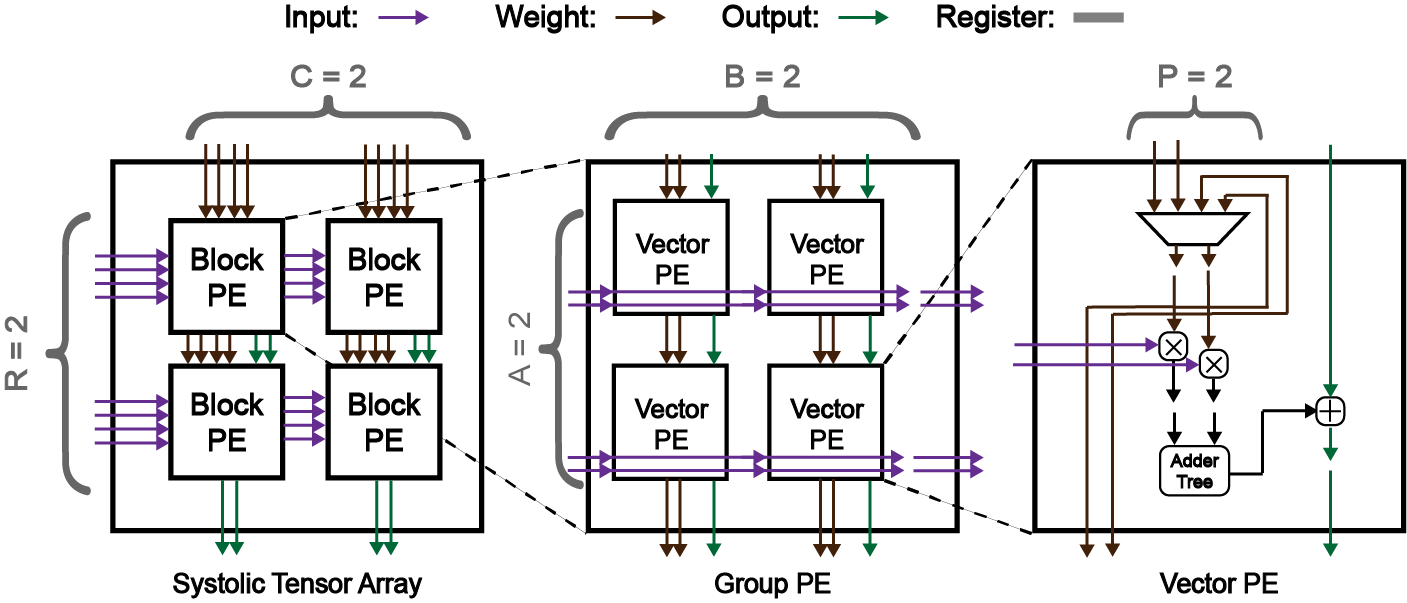 Input: Weight: Output: Register:
C = 2 B = 2 P = 2
R = 2
A = 2
Block
PE
Block
PE
Block
PE
Block
PE
Vector
PE
Vector
PE
Vector
PE
Vector
PE
Adder
Tree
Systolic Tensor Array Group PE Vector PE